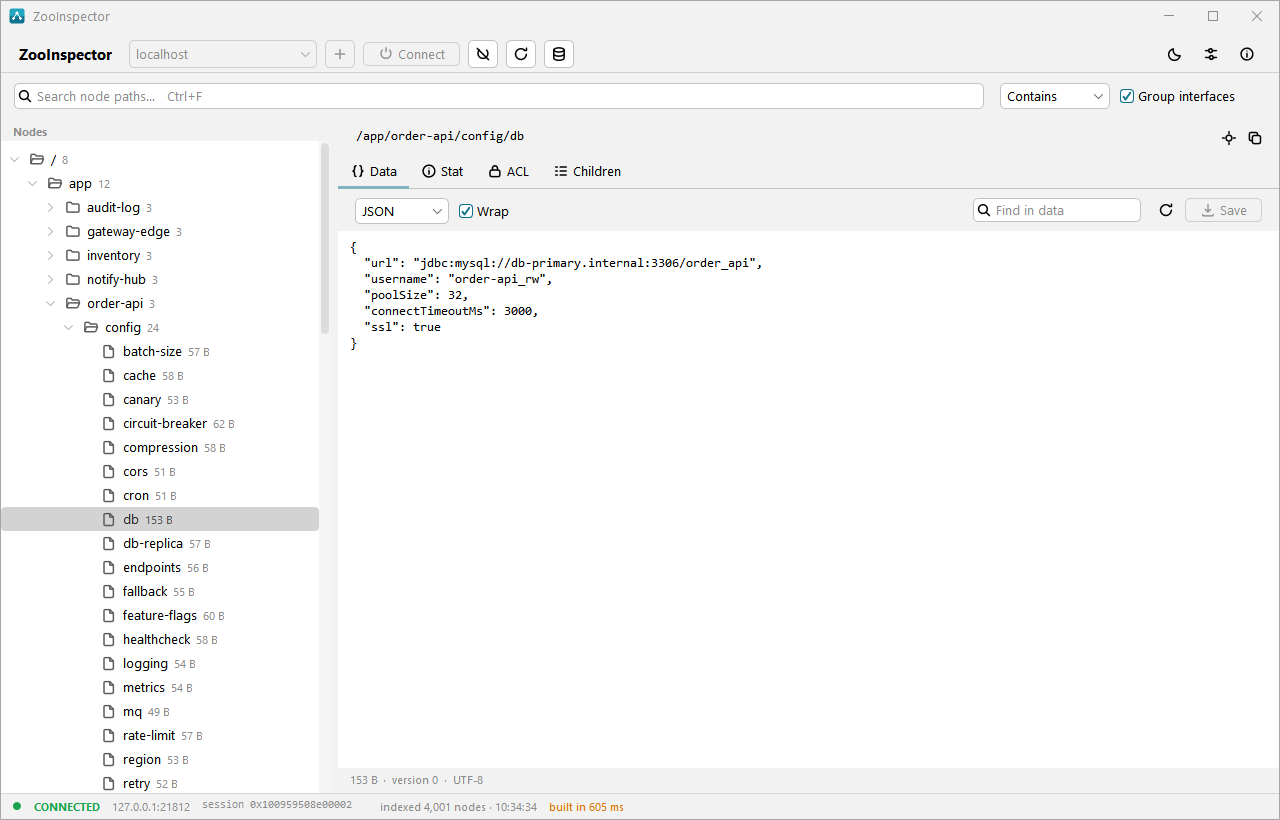 ZooInspector
ZooInspector localhost Connect
Search node paths... Ctrl+F Contains Group interfaces
Nodes
/ 8
app 12
audit-log 3
gateway-edge 3
inventory 3
notify-hub 3
order-api 3
config 24
batch-size 57 B
cache 58 B
canary 53 B
circuit-breaker 62 B
compression 58 B
cors 51 B
cron 51 B
db 153 B
db-replica 57 B
endpoints 56 B
fallback 55 B
feature-flags 60 B
healthcheck 58 B
logging 54 B
metrics 54 B
mq 49 B
rate-limit 57 B
region 53 B
retry 52 B
/app/order-api/config/db
{} Data Stat ACL Children
JSON Wrap Find in data Save
{
  "url": "jdbc:mysql://db-primary.internal:3306/order_api",
  "username": "order-api_rw",
  "poolSize": 32,
  "connectTimeoutMs": 3000,
  "ssl": true
}
153 B · version 0 · UTF-8
CONNECTED 127.0.0.1:21812 session 0x100959508e00002 indexed 4,001 nodes · 10:34:34 built in 605 ms